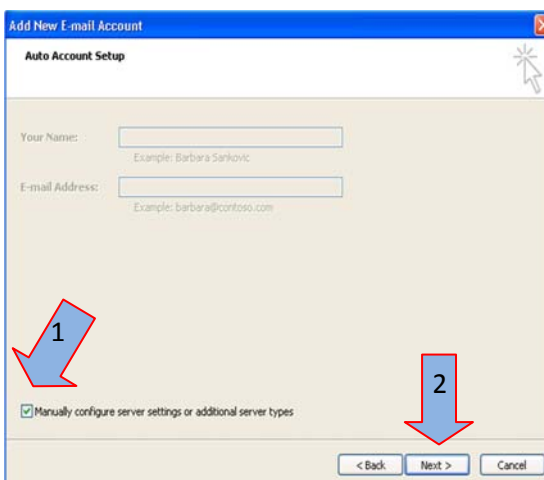 Add New E-mail Account
Auto Account Setup
Your Name:
Example: Barbara Sankovic
E-mail Address:
Example: barbara@contoso.com
1
2
Manually configure server settings or additional server types
< Back
Next >
Cancel